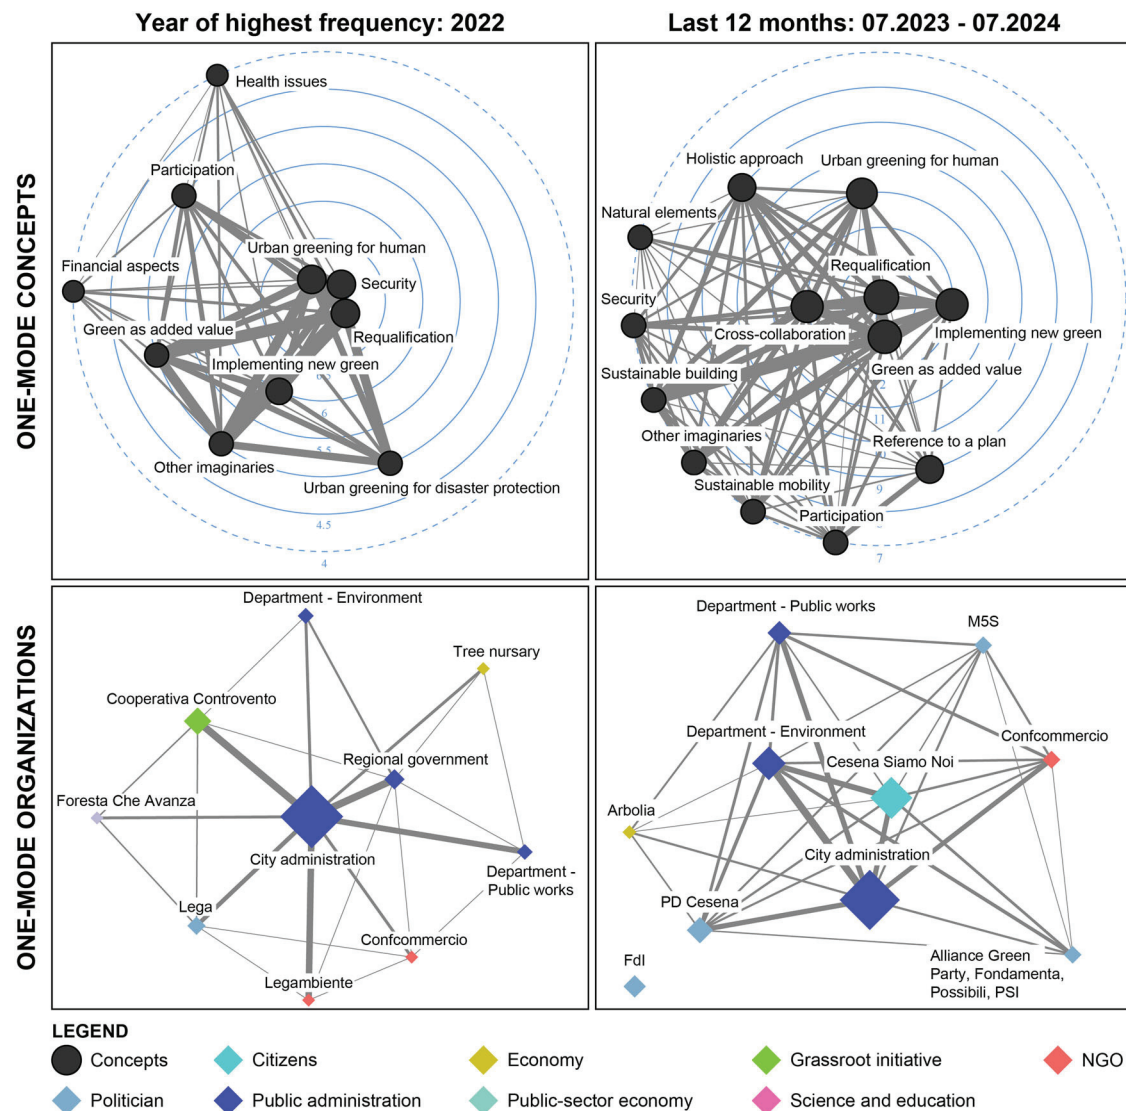 Year of highest frequency: 2022
Last 12 months: 07.2023 - 07.2024
ONE-MODE CONCEPTS
Health issues
Participation
Urban greening for human
Financial aspects
Security
Green as added value
Requalification
Implementing new green
6
5.5
Other imaginaries
Urban greening for disaster protection
4.5
4
Holistic approach
Urban greening for human
Natural elements
Requalification
Security
Cross-collaboration
Implementing new green
Sustainable building
Green as added value
11
Other imaginaries
Reference to a plan
Sustainable mobility
9
Participation
7
ONE-MODE ORGANIZATIONS
Department - Environment
Tree nursary
Cooperativa Controvento
Regional government
Foresta Che Avanza
City administration
Department -
Public works
Lega
Confcommercio
Legambiente
Department - Public works
M5S
Department - Environment
Confcommercio
Cesena Siamo Noi
Arbolia
City administration
PD Cesena
FdI
Alliance Green
Party, Fondamenta,
Possibili, PSI
LEGEND
Concepts
Citizens
Economy
Grassroot initiative
NGO
Politician
Public administration
Public-sector economy
Science and education